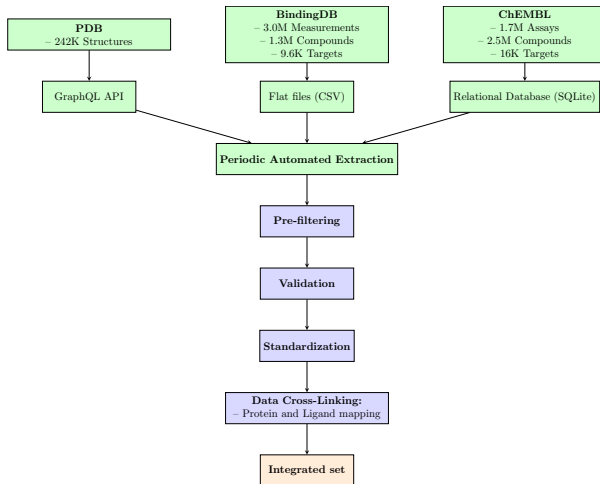 PDB
– 242K Structures
BindingDB
– 3.0M Measurements
– 1.3M Compounds
– 9.6K Targets
ChEMBL
– 1.7M Assays
– 2.5M Compounds
– 16K Targets
GraphQL API
Flat files (CSV)
Relational Database (SQLite)
Periodic Automated Extraction
Pre-filtering
Validation
Standardization
Data Cross-Linking:
– Protein and Ligand mapping
Integrated set